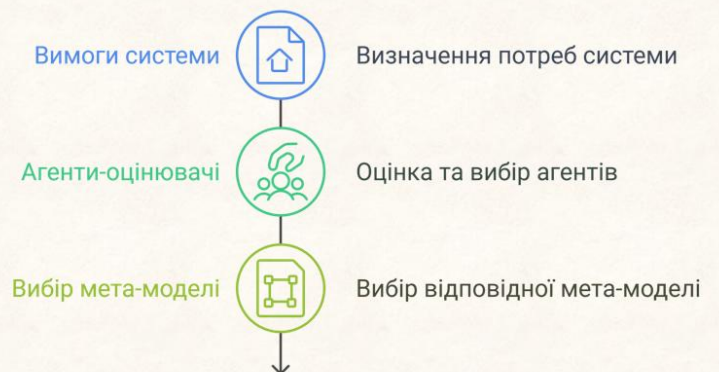 Вимоги системи
Визначення потреб системи
Агенти-оцінювачі
Оцінка та вибір агентів
Вибір мета-моделі
Вибір відповідної мета-моделі